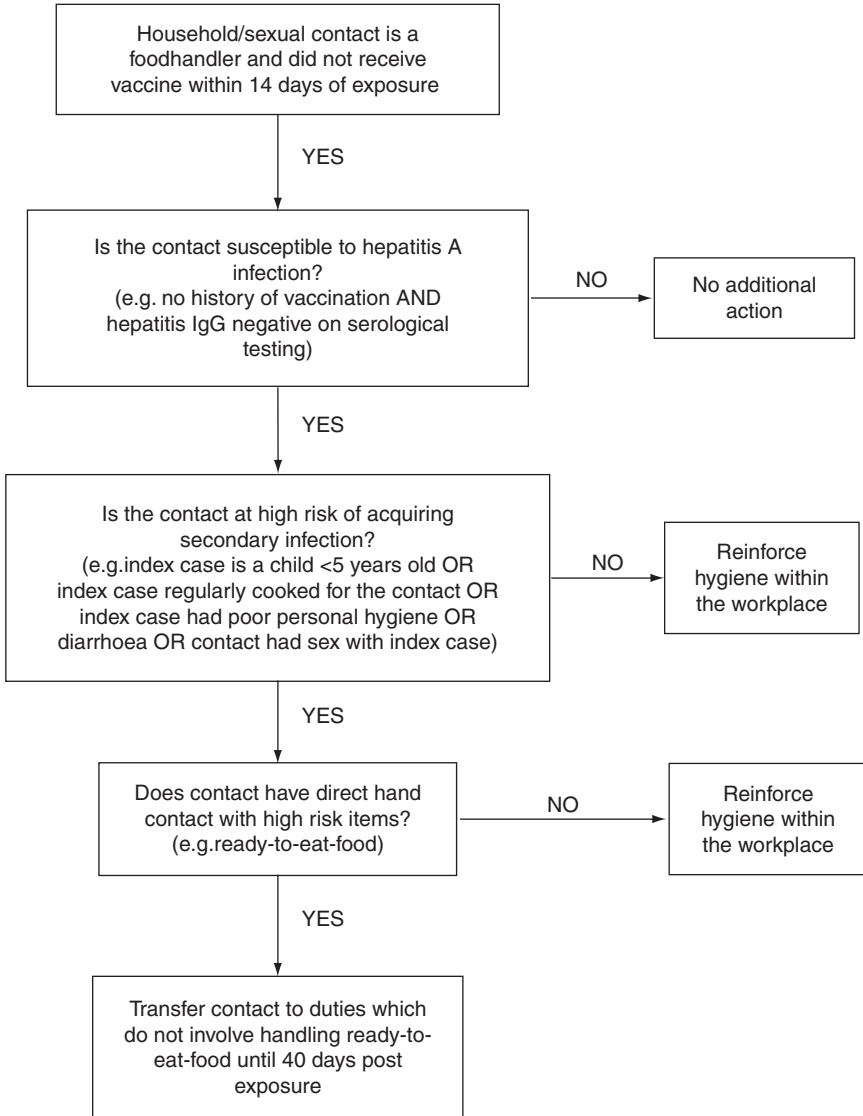 Household/sexual contact is a
foodhandler and did not receive
vaccine within 14 days of exposure
YES
Is the contact susceptible to hepatitis A
infection?
(e.g. no history of vaccination AND
hepatitis IgG negative on serological
testing)
NO
No additional
action
YES
Is the contact at high risk of acquiring
secondary infection?
(e.g.index case is a child <5 years old OR
index case regularly cooked for the contact OR
index case had poor personal hygiene OR
diarrhoea OR contact had sex with index case)
NO
Reinforce
hygiene within
the workplace
YES
Does contact have direct hand
contact with high risk items?
(e.g.ready-to-eat-food)
NO
Reinforce
hygiene within
the workplace
YES
Transfer contact to duties which
do not involve handling ready-to-
eat-food until 40 days post
exposure